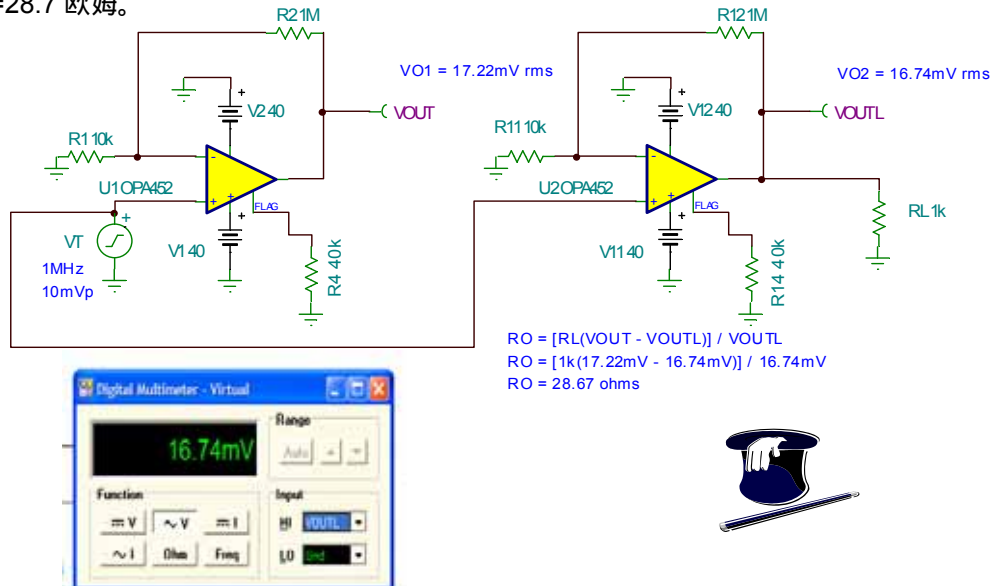 =28.7 欧姆。
R2 1M
R12 1M
VO1 = 17.22mV rms
VO2 = 16.74mV rms
+
V2 40
VOUT
+
V12 40
VOUTL
R1 10k
R11 10k
-
-
U1 OPA452
U2 OPA452
+
+
+
+
FLAG
FLAG
RL 1k
+
VT
1MHz
10mVp
+
V1 40
R4 40k
+
V11 40
R14 40k
RO = [RL(VOUT - VOUTL)] / VOUTL
RO = [1k(17.22mV - 16.74mV)] / 16.74mV
RO = 28.67 ohms
Digital Multimeter - Virtual
16.74mV
Range
Auto
Function
Input
V
V
I
HI VOUTL
I
Ohm
Freq
LO Gnd